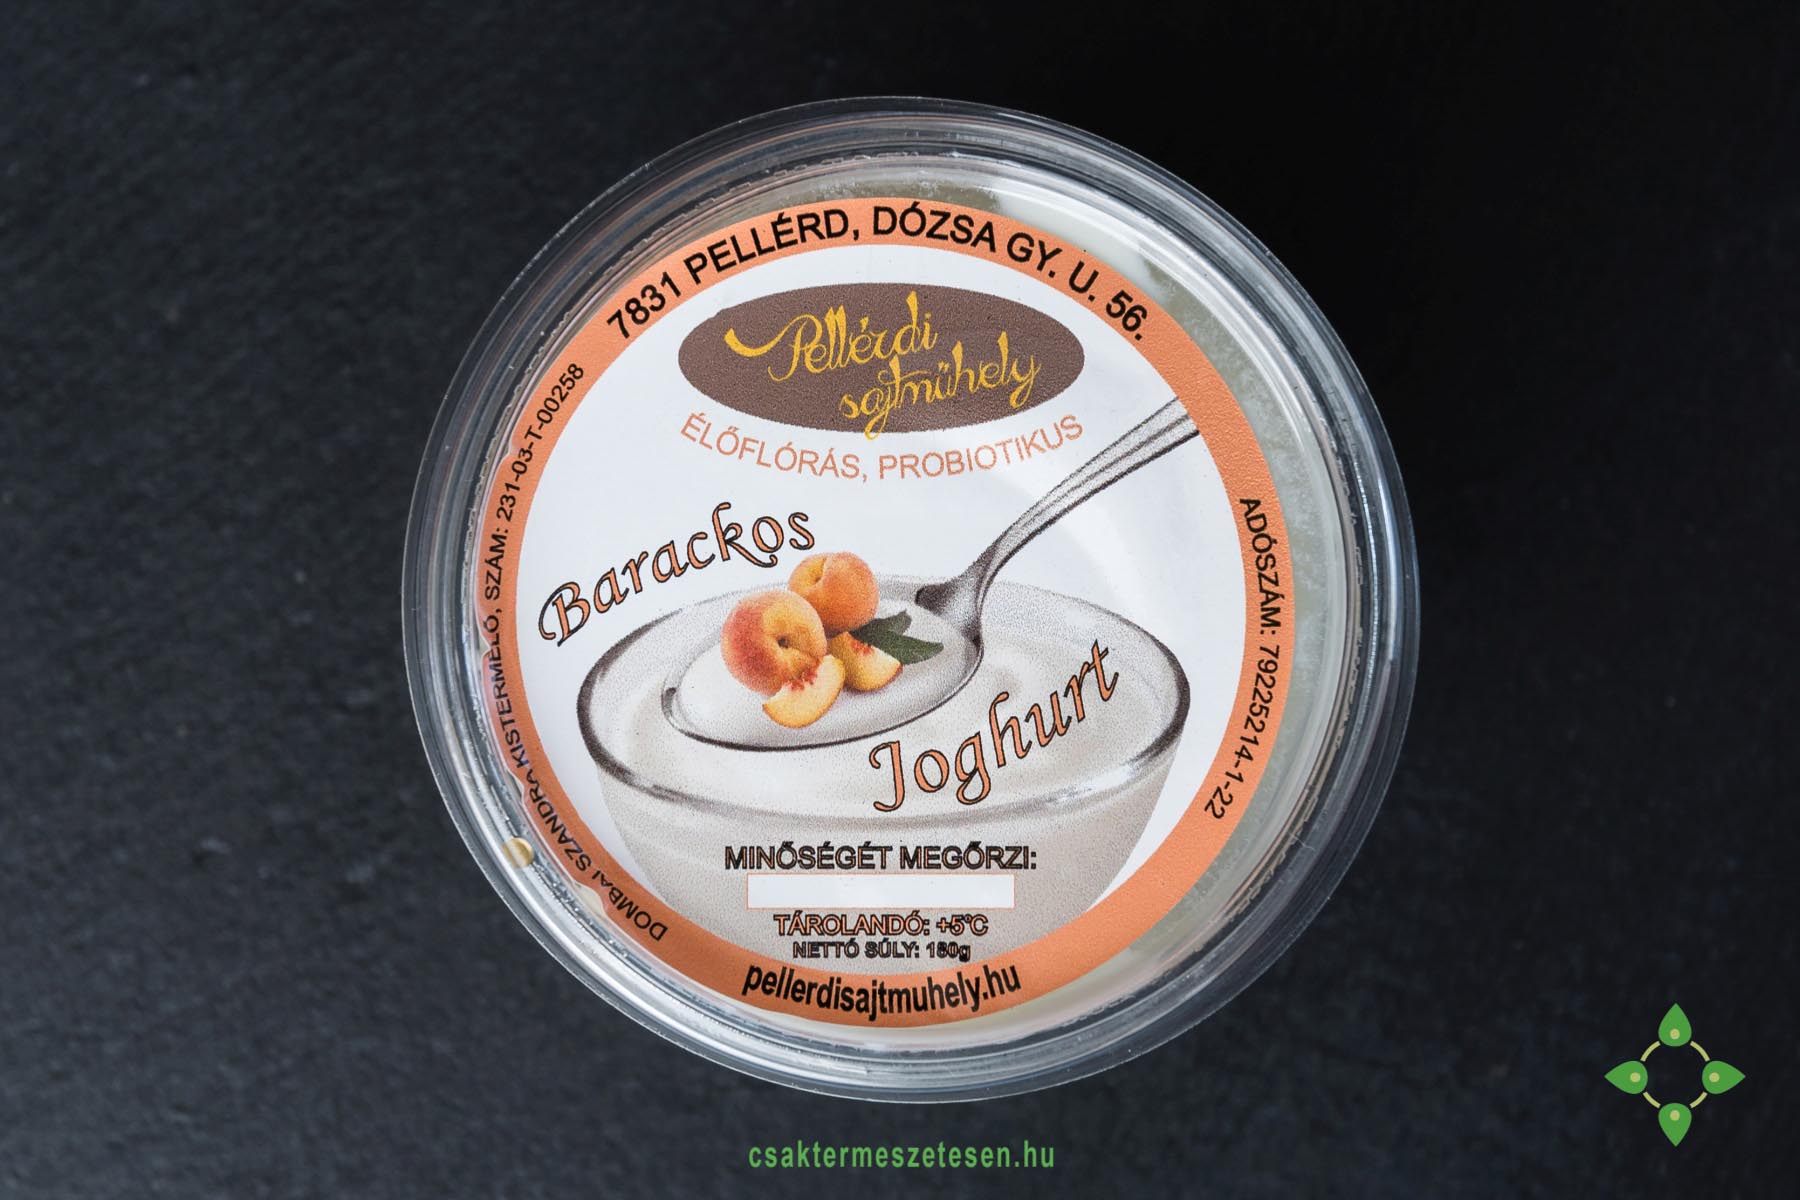 7831 PELLÉRD, DÓZSA GY. U. 56.
Pellérdi
sajtműhely
ÉLŐFLÓRÁS, PROBIOTIKUS
Barackos
Joghurt
MINŐSÉGÉT MEGŐRZI:
TÁROLANDÓ: +5°C
NETTÓ SÚLY: 180g
pellerdisajtmuhely.hu
DOMBAI SZANDRA KISTERMELŐ, SZÁM: 231-03-T-00258
ADÓSZÁM: 79225214-1-22
csaktermeszetesen.hu